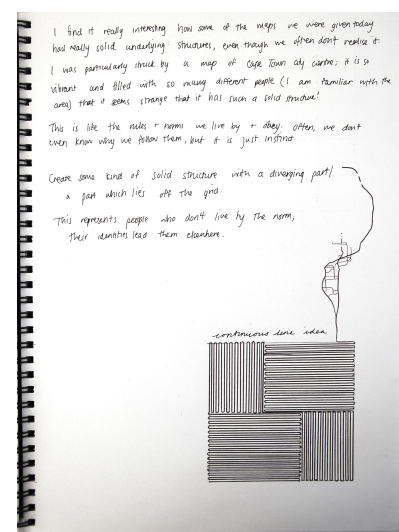 I find it really interesting how some of the maps we were given today
had really solid underlying structures, even though we often don't realise it.
I was particularly struck by a map of Cape Town city centre; it is so
vibrant and filled with so many different people (I am familiar with the
area) that it seems strange that it has such a solid structure!
This is like the rules + norms we live by + obey. Often, we dont
even know why we follow them, but it is just instinct.
Create some kind of solid structure with a diverging part/
a part which lies off the grid.
This represents people who don't live by the norm;
their identities lead them elsewhere.
continuous line idea